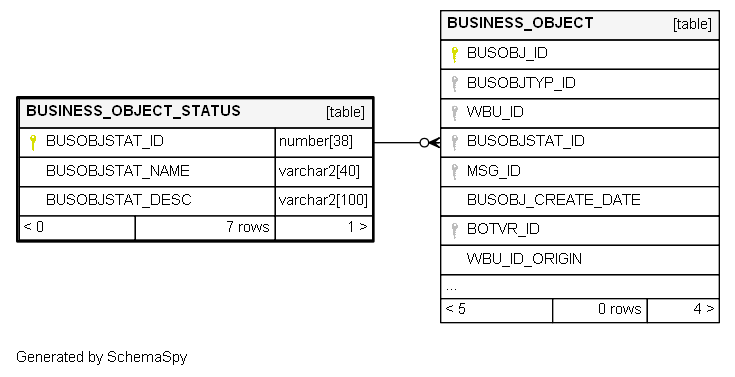 BUSINESS_OBJECT [table]
BUSOBJ_ID
BUSOBJTYP_ID
WBU_ID
BUSOBJSTAT_ID
MSG_ID
BUSOBJ_CREATE_DATE
BOTVR_ID
WBU_ID_ORIGIN
...
< 5 0 rows 4 >
BUSINESS_OBJECT_STATUS [table]
BUSOBJSTAT_ID number[38]
BUSOBJSTAT_NAME varchar2[40]
BUSOBJSTAT_DESC varchar2[100]
< 0 7 rows 1 >
Generated by SchemaSpy